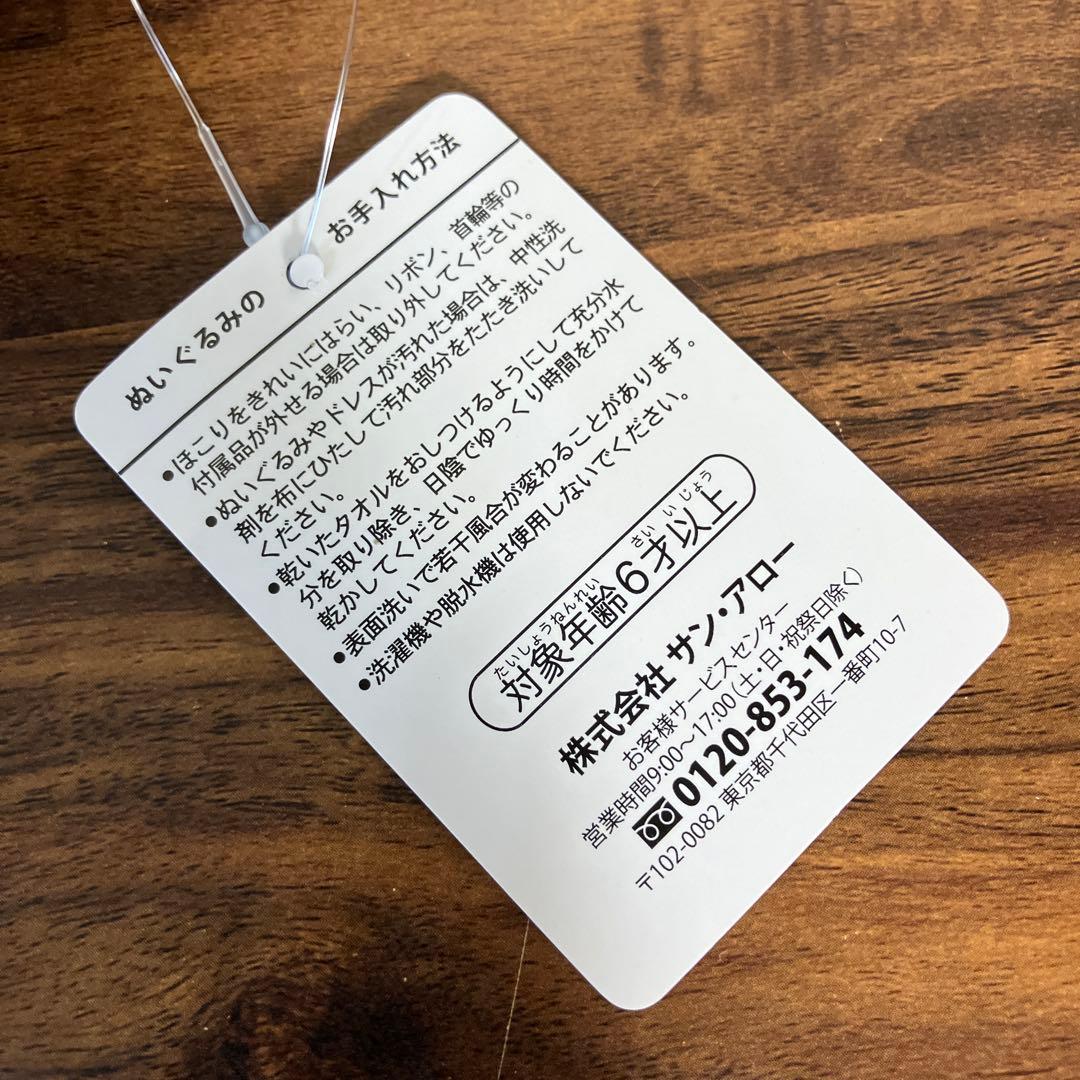 ぬいぐるみの お手入れ方法
●ほこりをきれいにはらい、リボン、首輪等の
付属品が外せる場合は取り外してください。
●ぬいぐるみやドレスが汚れた場合は、中性洗
剤を布にひたして汚れ部分をたたき洗いして
ください。
●乾いたタオルをおしつけるようにして充分水
分を取り除き、日陰でゆっくり時間をかけて
乾かしてください。
●表面洗いで若干風合が変わることがあります。
●洗濯機や脱水機は使用しないでください。
たいしょうねんれい さい いじょう
対象年齢6才以上
株式会社 サン・アロー
お客様サービスセンター
営業時間9:00～17:00(土・日・祝祭日除く)
0120-853-174
〒102-0082 東京都千代田区一番町10-7